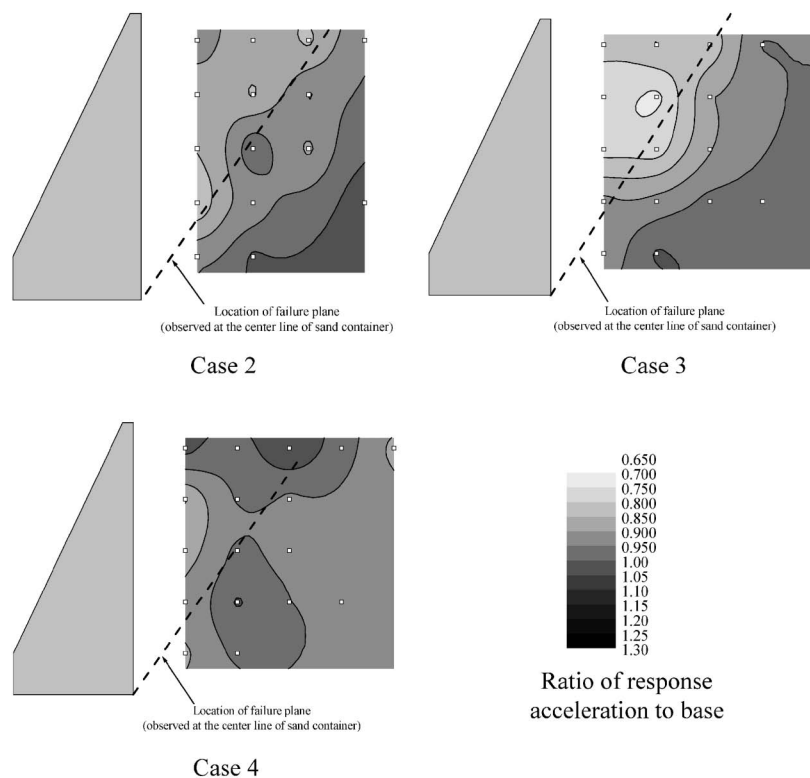 Location of failure plane
(observed at the center line of sand container)
Case 2
Location of failure plane
(observed at the center line of sand container)
Case 3
Location of failure plane
(observed at the center line of sand container)
Case 4
0.650
0.700
0.750
0.800
0.850
0.900
0.950
1.00
1.05
1.10
1.15
1.20
1.25
1.30
Ratio of response
acceleration to base